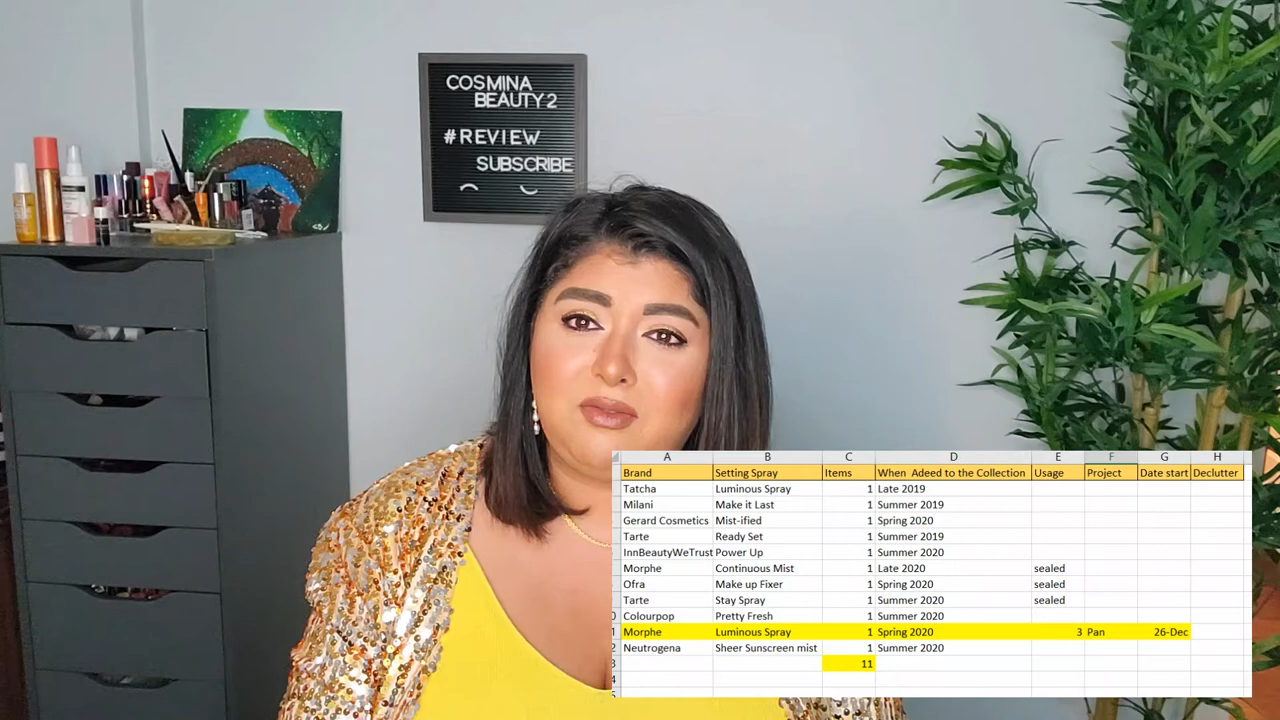 COSMINA
BEAUTY 2
#REVIEW
SUBSCRIBE
A B C D E F G H
Brand Setting Spray Items When Adeed to the Collection Usage Project Date start Declutter
Tatcha Luminous Spray 1 Late 2019
Milani Make it Last 1 Summer 2019
Gerard Cosmetics Mist-ified 1 Spring 2020
Tarte Ready Set 1 Summer 2019
InnBeautyWeTrust Power Up 1 Summer 2020
Morphe Continuous Mist 1 Late 2020 sealed
Ofra Make up Fixer 1 Spring 2020 sealed
Tarte Stay Spray 1 Summer 2020 sealed
Colourpop Pretty Fresh 1 Summer 2020
Morphe Luminous Spray 1 Spring 2020 3 Pan 26-Dec
Neutrogena Sheer Sunscreen mist 1 Summer 2020
11